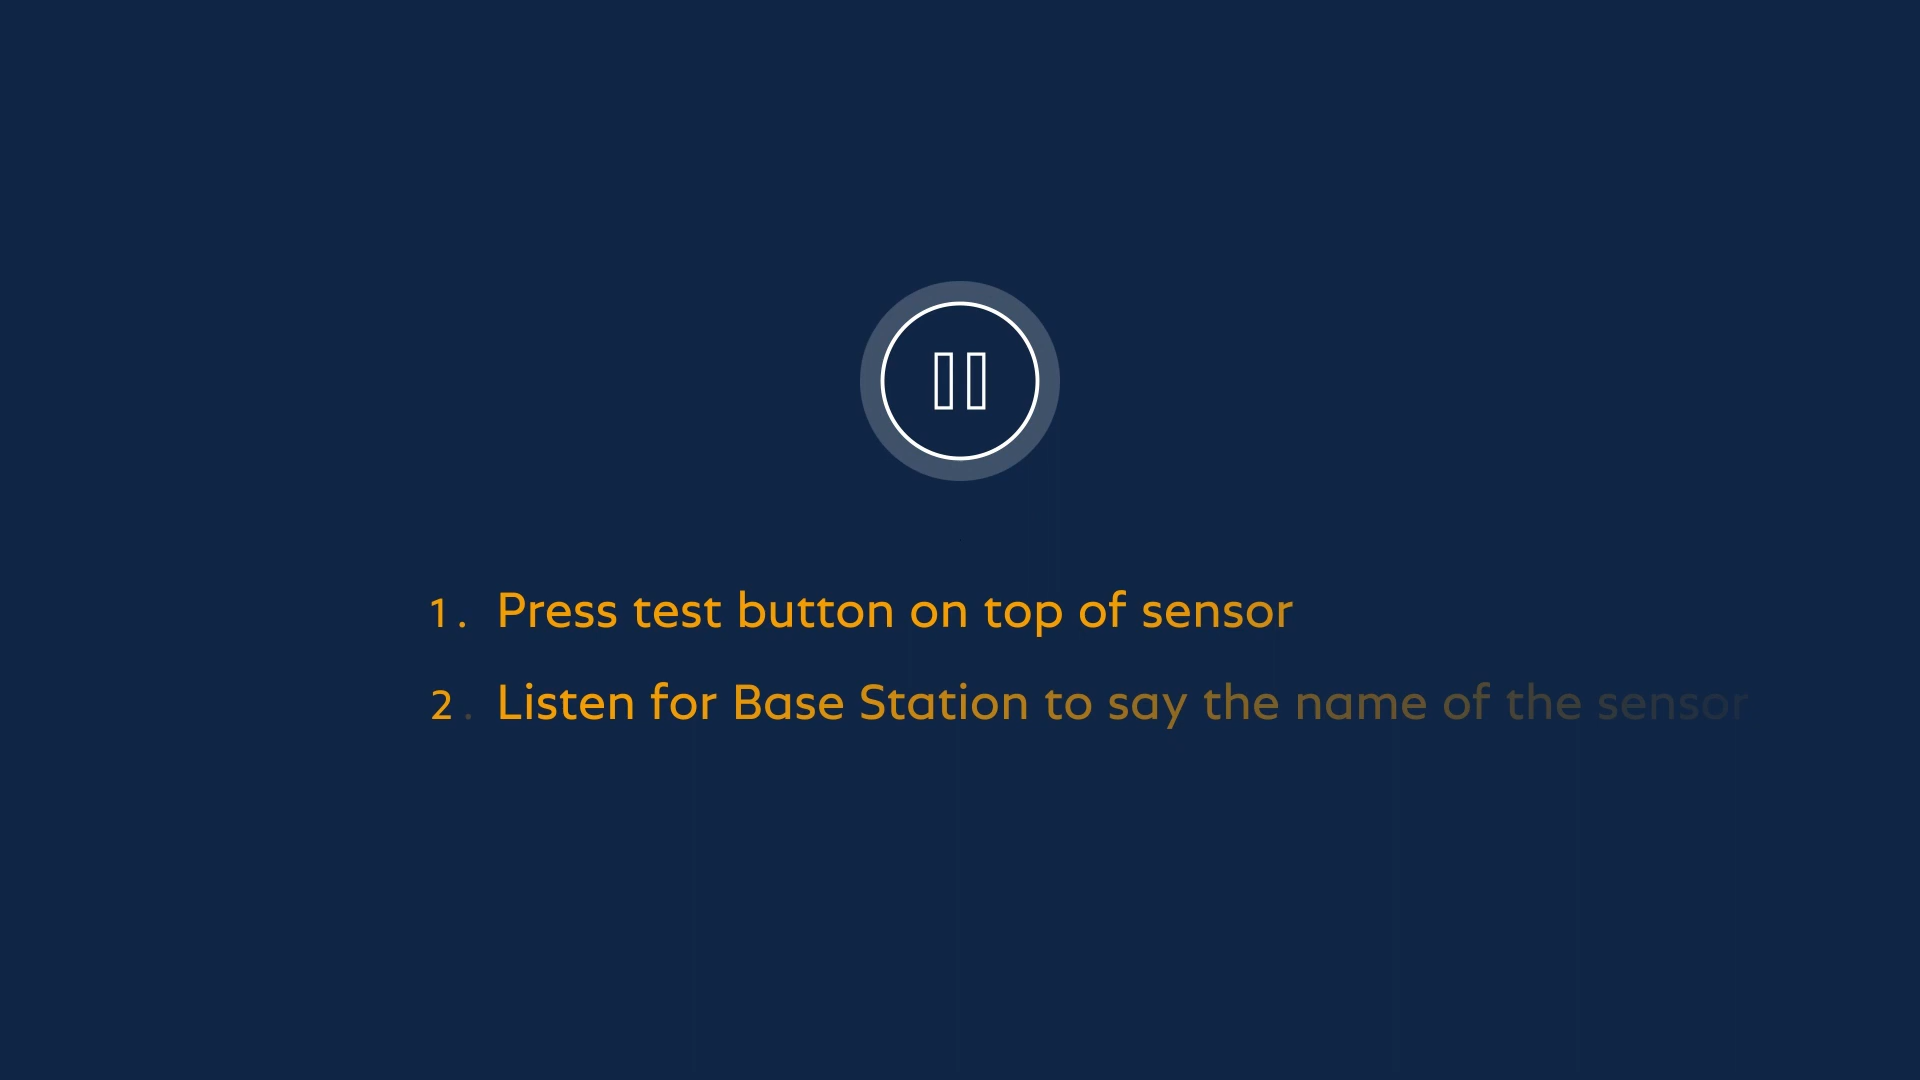 1. Press test button on top of sensor
2. Listen for Base Station to say the name of the sensor